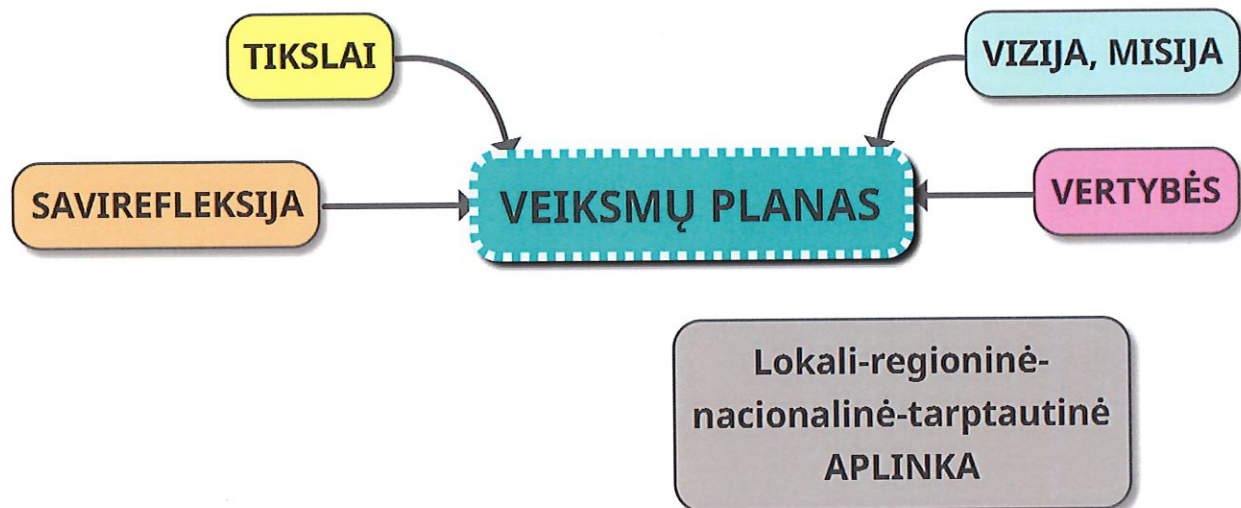 TIKSLAI
VIZIJA, MISIJA
SAVIREFLEKSIJA
VEIKSMŲ PLANAS
VERTYBĖS
Lokali-regioninė-
nacionalinė-tarptautinė
APLINKA